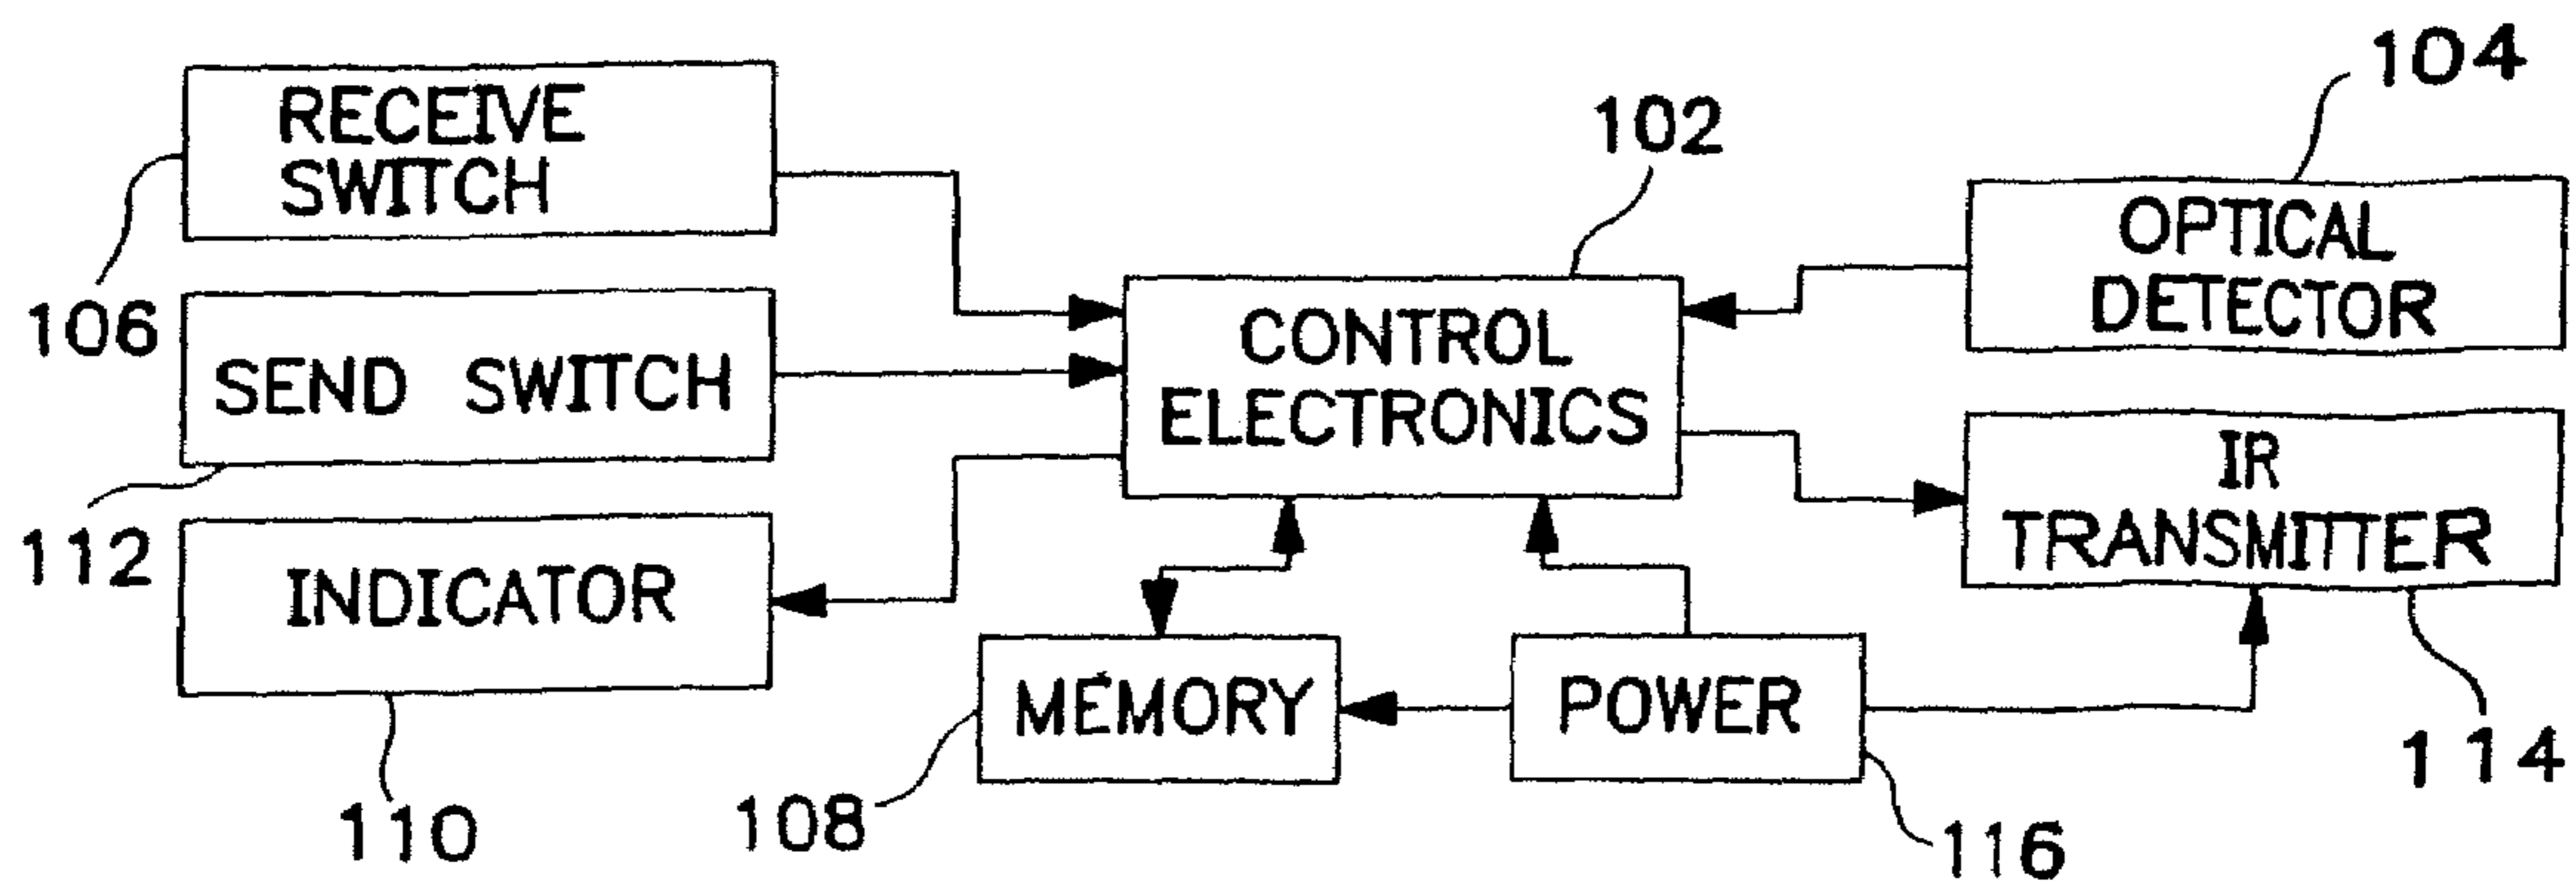 104
RECEIVE
SWITCH
102
OPTICAL
DETECTOR
106
CONTROL
ELECTRONICS
SEND SWITCH
IR
TRANSMITTER
112
INDICATOR
MEMORY
POWER
114
110
108
116